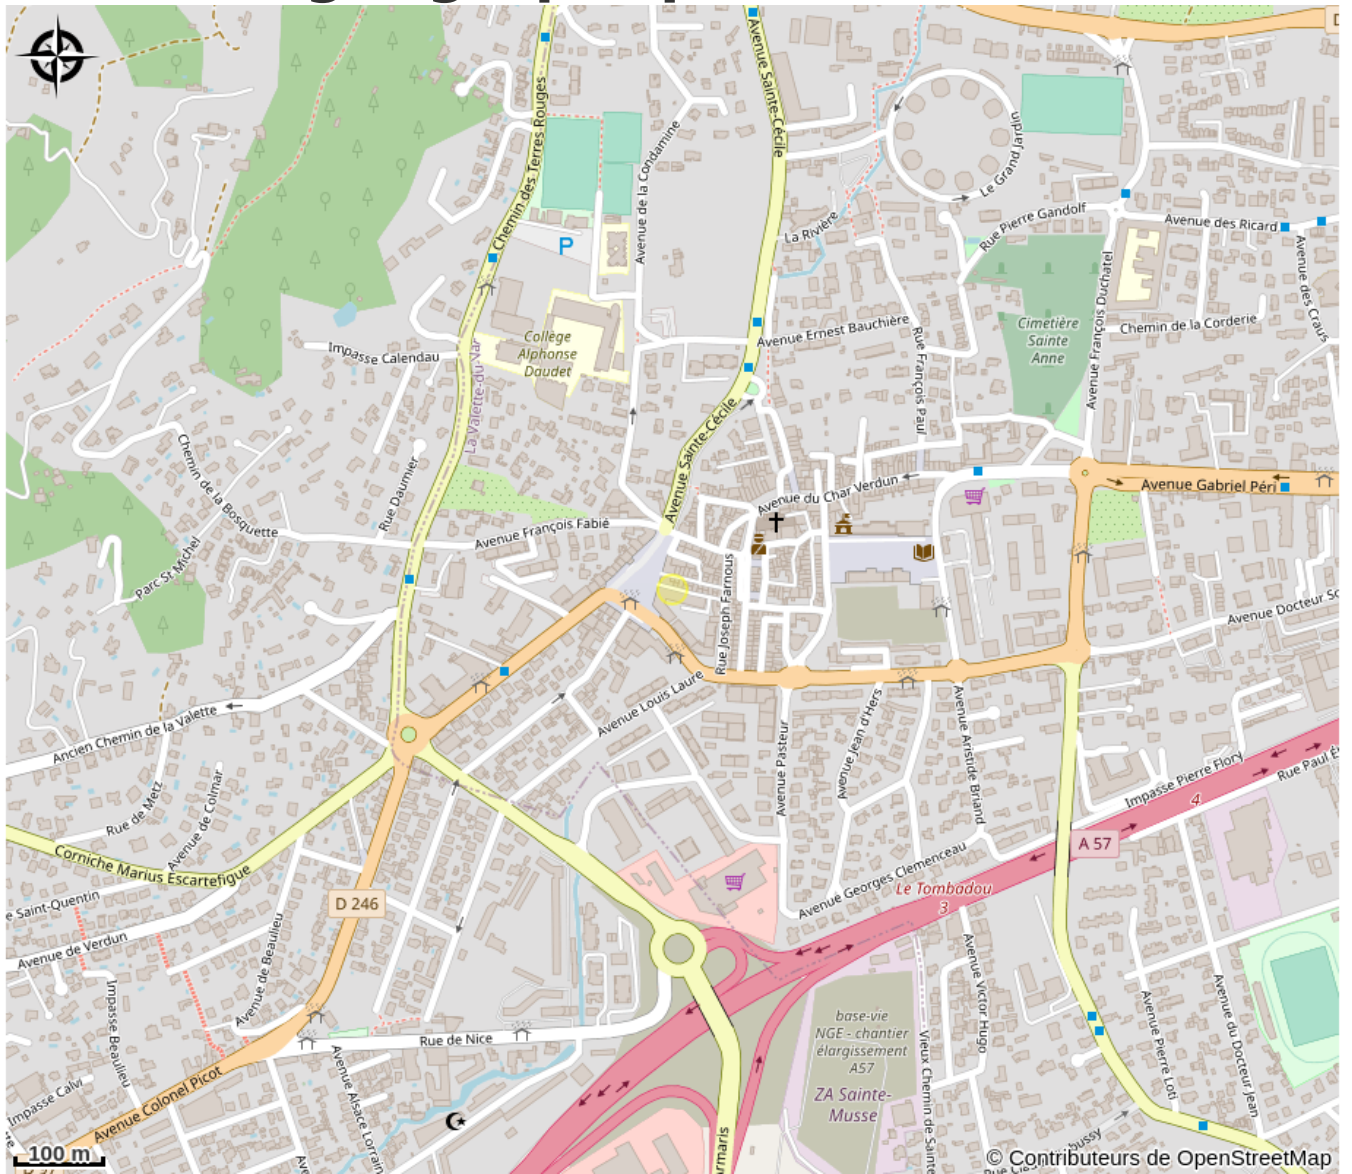 Avenue Sainte-Cécile
Chemin des Terres Rouges
Avenue de la Condamine
Le Grand Jardin
La Rivière
Rue Pierre Gandolf
Avenue des Ricard
Avenue des Craus
P
Avenue François Duchatel
Cimetière
Sainte
Anne
Chemin de la Corderie
Avenue Ernest Bauchière
Rue François Paul
Collège
Alphonse
Daudet
Impasse Calendau
La Valette-du-Var
Avenue Sainte-Cécile
Chemin de la Bosquette
Rue Daumier
Avenue du Char Verdun
Avenue Gabriel Péri
Avenue François Fabié
Parc St Michel
Rue Joseph Farnous
Avenue Docteur
Avenue Louis Laure
Ancien Chemin de la Valette
Avenue Pasteur
Avenue Jean d'Hers
Avenue Aristide Briand
Impasse Pierre Flory
Rue Paul
4
Rue de Metz
Avenue de Colmar
A 57
Corniche Marius Escartefigue
Avenue Georges Clemenceau
Le Tombadou
3
D 246
Saint-Quentin
Avenue de Verdun
Avenue de Beaulieu
Impasse Beaulieu
Avenue Victor Hugo
Avenue Pierre Loti
Avenue du Docteur Jean
base-vie
NGE - chantier
élargissement
A57
Vieux Chemin de Sainte
Rue de Nice
ZA Sainte-
Musse
Impasse Calvi
Avenue Colonel Picot
Avenue Alsace Lorrain
100 m
© Contributeurs de OpenStreetMap